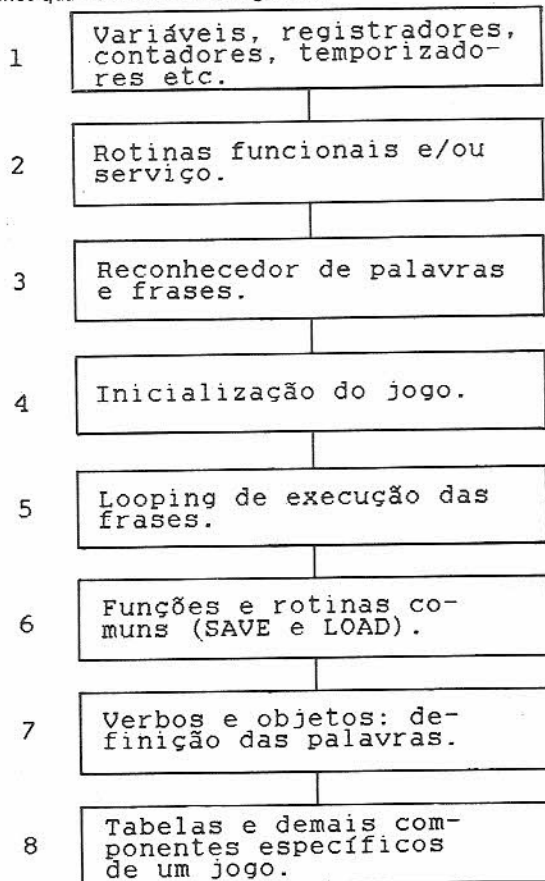 1
Variáveis, registradores,
contadores, temporizado-
res etc.
2
Rotinas funcionais e/ou
serviço.
3
Reconhecedor de palavras
e frases.
4
Inicialização do jogo.
5
Looping de execução das
frases.
6
Funções e rotinas co-
muns (SAVE e LOAD).
7
Verbos e objetos: de-
finição das palavras.
8
Tabelas e demais com-
ponentes específicos
de um jogo.